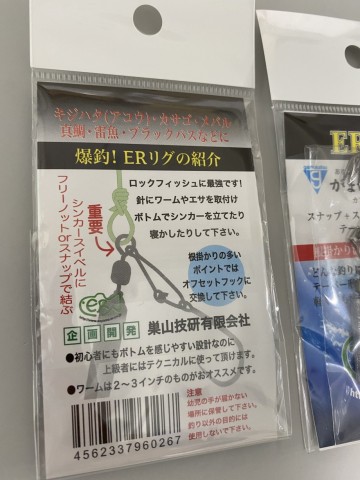 キジハタ(アコウ)・カサゴ・メバル・
真鯛・雷魚・ブラックバスなどに
爆釣!ERリグの紹介
ロックフィッシュに最強です!
針にワームやエサを取付け
ボトムでシンカーを立てたり
寝かしたりして下さい。
重要
シンカースイベルに
フリーノットorスナップで結ぶ
根掛かりの多い
ポイントでは
オフセットフックに
交換して下さい。
企画開発 巣山技研有限会社
●初心者にもボトムを感じやすい設計なのに
上級者にはテクニカルに使って頂けます。
●ワームは2〜3インチのものがおススメです。
注意
幼児の手が届かない
場所に保管して下さい。
釣り以外の目的には
使用しないで下さい。
4562337960267
ER
スナップ+ス
根掛かり